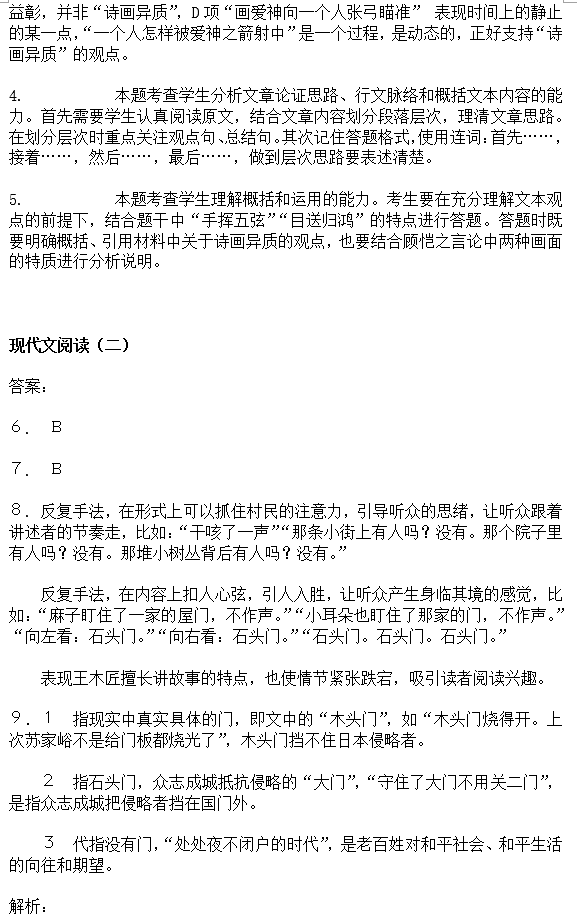 益彰，并非“诗画异质”，D项“画爱神向一个人张弓瞄准” 表现时间上的静止
的某一点，“一个人怎样被爱神之箭射中”是一个过程，是动态的，正好支持“诗
画异质”的观点。
4. 本题考查学生分析文章论证思路、行文脉络和概括文本内容的能
力。首先需要学生认真阅读原文，结合文章内容划分段落层次，理清文章思路。
在划分层次时重点关注观点句、总结句。其次记住答题格式，使用连词：首先……，
接着……，然后……，最后……，做到层次思路要表述清楚。
5. 本题考查学生理解概括和运用的能力。考生要在充分理解文本观
点的前提下，结合题干中“手挥五弦”“目送归鸿”的特点进行答题。答题时既
要明确概括、引用材料中关于诗画异质的观点，也要结合顾恺之言论中两种画面
的特质进行分析说明。
现代文阅读（二）
答案：
６． B
７． B
８．反复手法，在形式上可以抓住村民的注意力，引导听众的思绪，让听众跟着
讲述者的节奏走，比如：“干咳了一声”“那条小街上有人吗？没有。那个院子里
有人吗？没有。那堆小树丛背后有人吗？没有。”
反复手法，在内容上扣人心弦，引人入胜，让听众产生身临其境的感觉，比
如：“麻子盯住了一家的屋门，不作声。”“小耳朵也盯住了那家的门，不作声。”
“向左看：石头门。”“向右看：石头门。”“石头门。石头门。石头门。”
表现王木匠擅长讲故事的特点，也使情节紧张跌宕，吸引读者阅读兴趣。
９．１ 指现实中真实具体的门，即文中的“木头门”，如“木头门烧得开。上
次苏家峪不是给门板都烧光了”，木头门挡不住日本侵略者。
２ 指石头门，众志成城抵抗侵略的“大门”，“守住了大门不用关二门”，
是指众志成城把侵略者挡在国门外。
３ 代指没有门，“处处夜不闭户的时代”，是老百姓对和平社会、和平生活
的向往和期望。
解析：